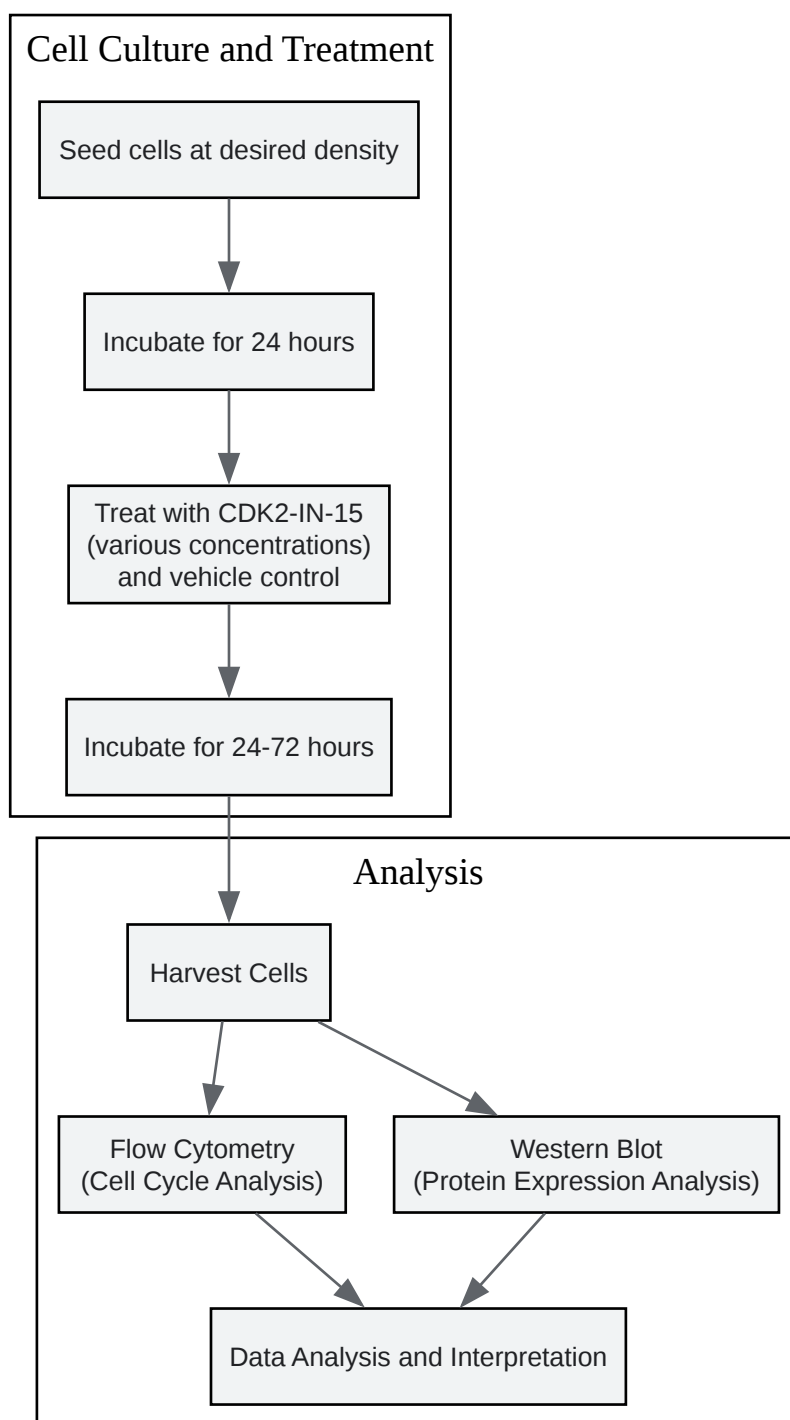 Cell Culture and Treatment
Seed cells at desired density
Incubate for 24 hours
Treat with CDK2-IN-15
(various concentrations)
and vehicle control
Incubate for 24-72 hours
Analysis
Harvest Cells
Flow Cytometry
(Cell Cycle Analysis)
Western Blot
(Protein Expression Analysis)
Data Analysis and Interpretation